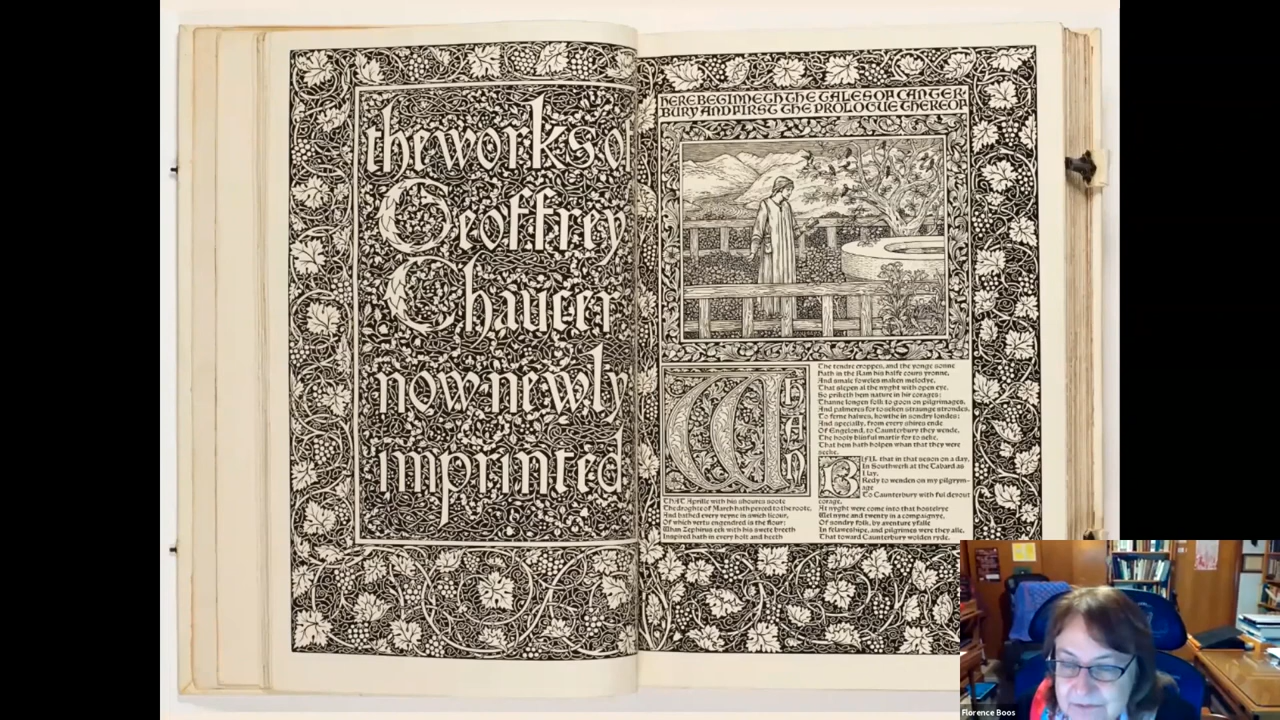 the works of
Geoffrey
Chaucer
now newly
imprinted
HERE BEGINNETH THE TALES OF CANTER-
BURY AND FIRST THE PROLOGUE THEREOF
WHAN
THAT Aprille with his shoures soote
The droghte of March hath perced to the roote,
And bathed every veyne in swich licour,
Of which vertu engendred is the flour;
Whan Zephirus eek with his swete breeth
Inspired hath in every holt and heeth
The tendre croppes, and the yonge sonne
Hath in the Ram his halfe cours yronne,
And smale foweles maken melodye,
That slepen al the nyght with open eye,
So priketh hem nature in hir corages;
Thanne longen folk to goon on pilgrimages,
And palmeres for to seken straunge strondes,
To ferne halwes, kowthe in sondry londes;
And specially, from every shires ende
Of Engelond, to Caunterbury they wende,
The hooly blisful martir for to seke,
That hem hath holpen whan that they were
seeke.
BIFIL that in that seson on a day,
In Southwerk at the Tabard as
I lay,
Redy to wenden on my pilgrym-
age
To Caunterbury with ful devout
corage,
At nyght were come into that hostelrye
Wel nyne and twenty in a compaignye,
Of sondry folk, by aventure yfalle
In felaweshipe, and pilgrimes were they alle,
That toward Caunterbury wolden ryde.
Florence Boos